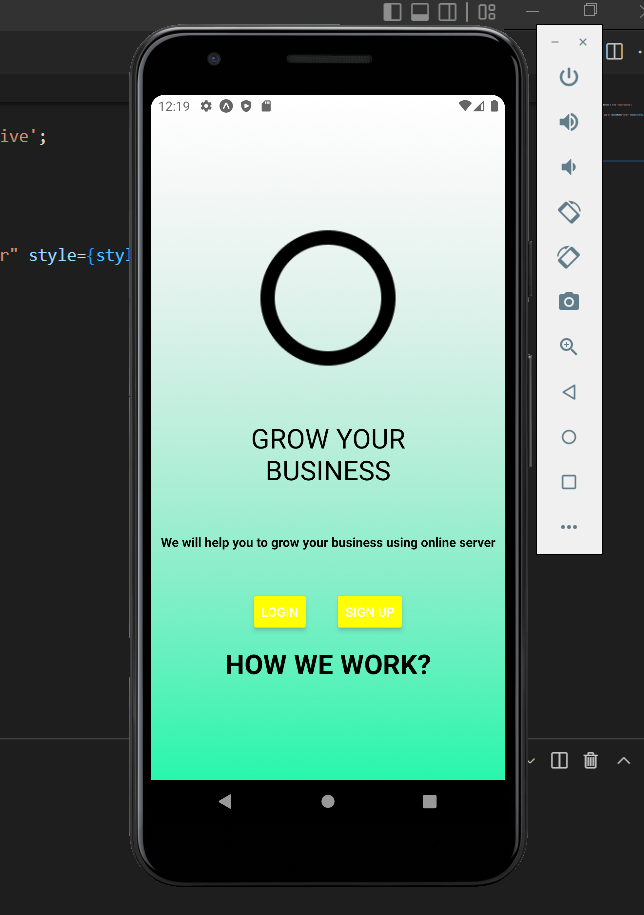 ive';
r" style={styl
12:19
GROW YOUR
BUSINESS
We will help you to grow your business using online server
LOGIN SIGN UP
HOW WE WORK?